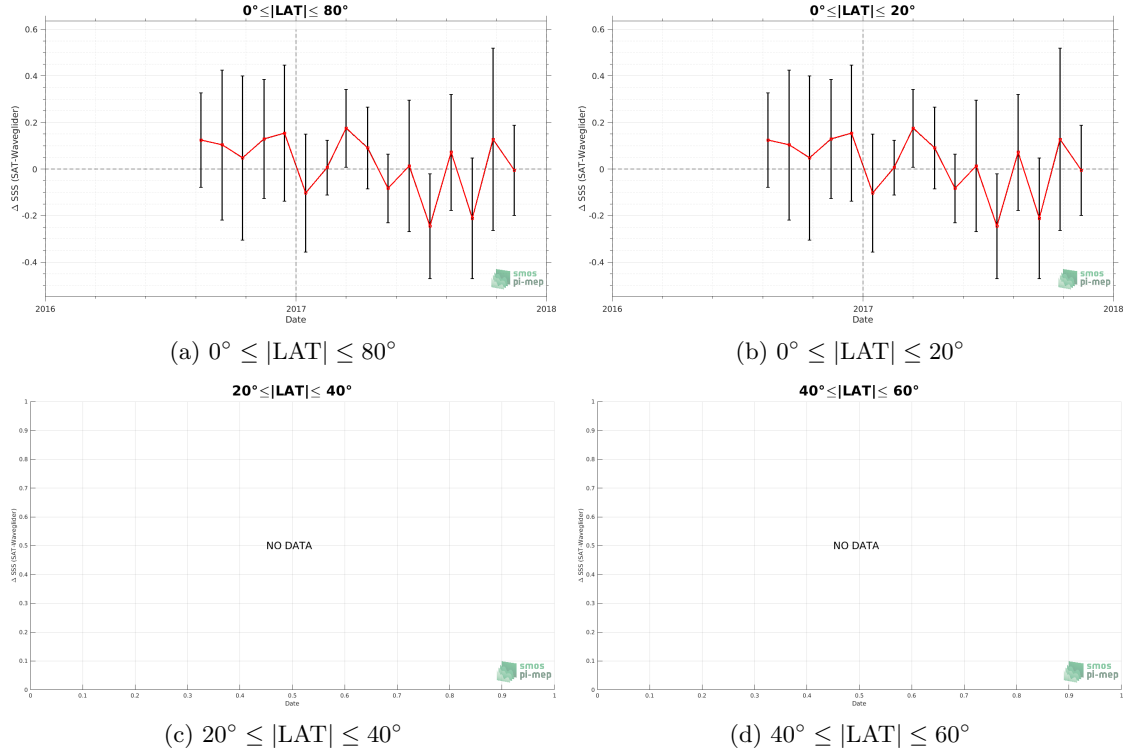 0°≤|LAT|≤ 80°
0.6
0.4
0.2
0
-0.2
-0.4
Δ SSS (SAT-Waveglider)
2016
2017
2018
Date
smos
pi-mep
(a) 0° ≤ |LAT| ≤ 80°
0°≤|LAT|≤ 20°
0.6
0.4
0.2
0
-0.2
-0.4
Δ SSS (SAT-Waveglider)
2016
2017
2018
Date
smos
pi-mep
(b) 0° ≤ |LAT| ≤ 20°
20°≤|LAT|≤ 40°
1
0.9
0.8
0.7
0.6
0.5
0.4
0.3
0.2
0.1
0
Δ SSS (SAT-Waveglider)
NO DATA
0 0.1 0.2 0.3 0.4 0.5 0.6 0.7 0.8 0.9 1
Date
smos
pi-mep
(c) 20° ≤ |LAT| ≤ 40°
40°≤|LAT|≤ 60°
1
0.9
0.8
0.7
0.6
0.5
0.4
0.3
0.2
0.1
0
Δ SSS (SAT-Waveglider)
NO DATA
0 0.1 0.2 0.3 0.4 0.5 0.6 0.7 0.8 0.9 1
Date
smos
pi-mep
(d) 40° ≤ |LAT| ≤ 60°